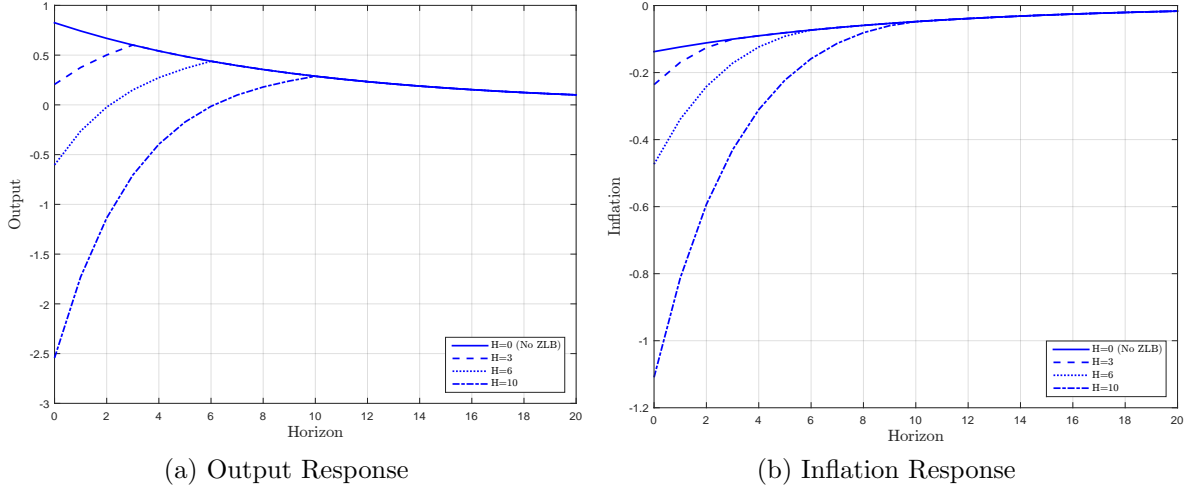 1
0.5
0
-0.5
-1
-1.5
-2
-2.5
-3
Output
0 2 4 6 8 10 12 14 16 18 20
Horizon
H=0 (No ZLB)
H=3
H=6
H=10
(a) Output Response
0
-0.2
-0.4
-0.6
-0.8
-1
-1.2
Inflation
0 2 4 6 8 10 12 14 16 18 20
Horizon
H=0 (No ZLB)
H=3
H=6
H=10
(b) Inflation Response